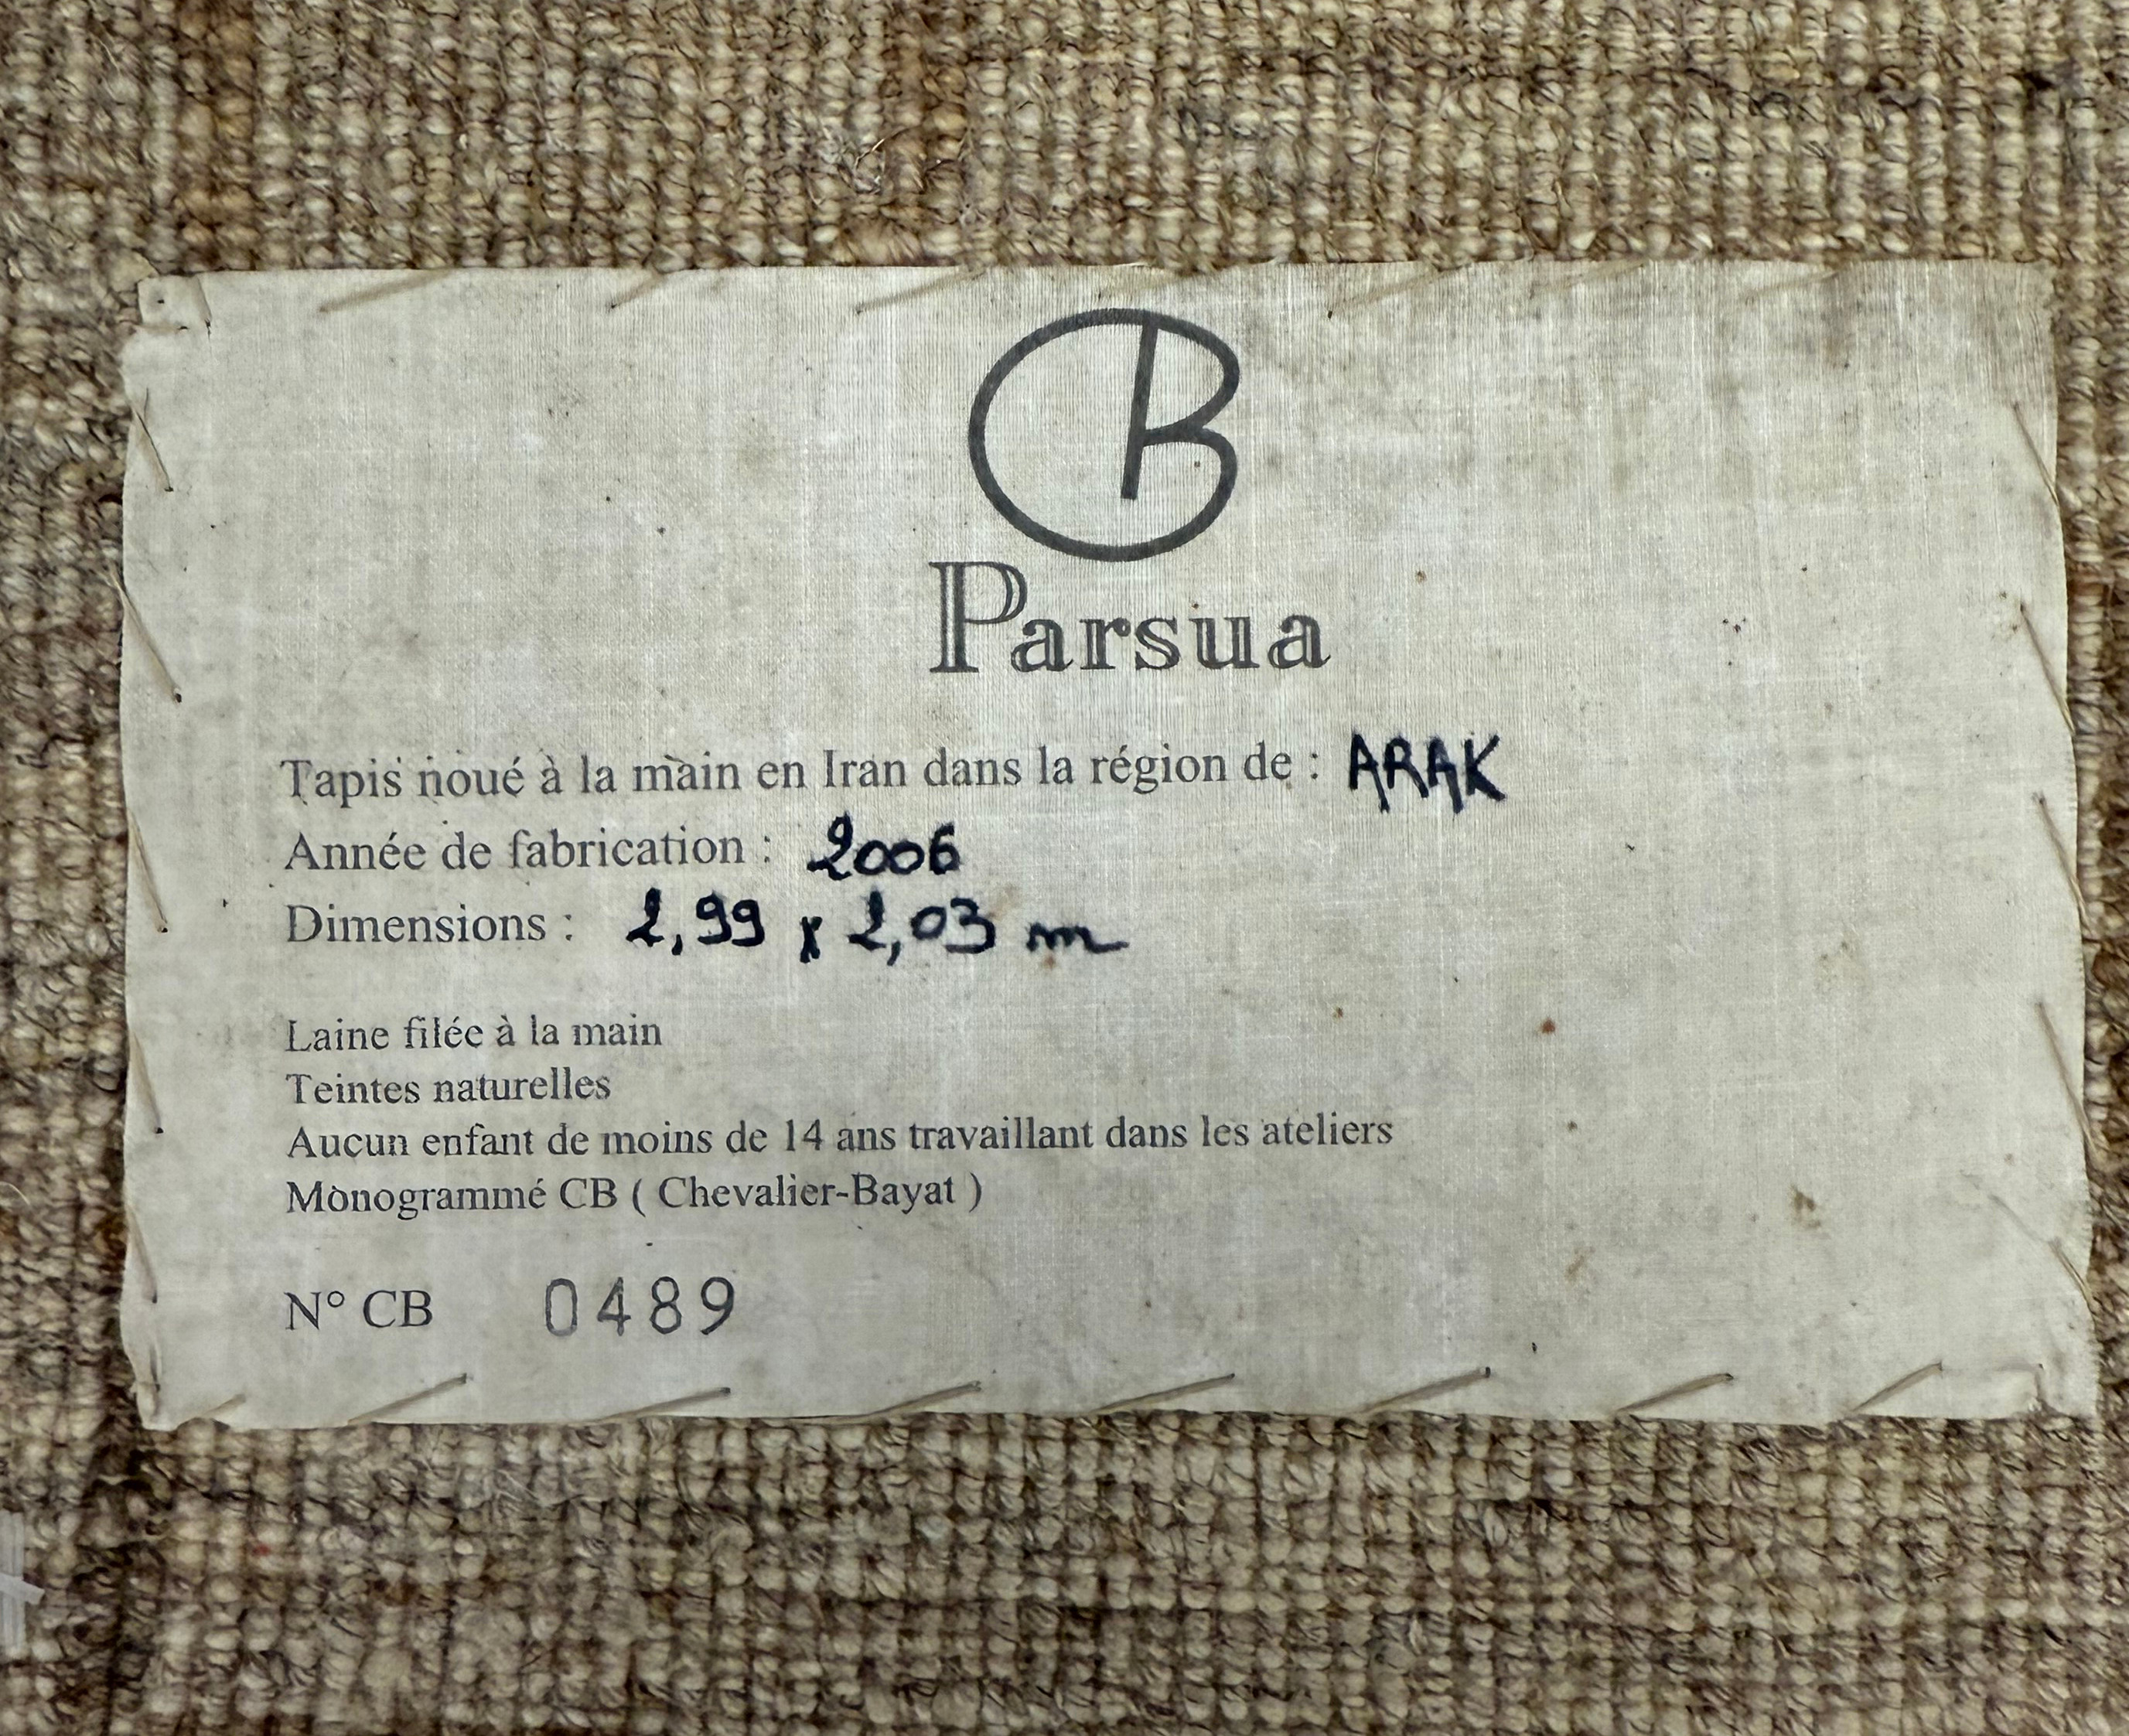 CB
Parsua
Tapis noué à la main en Iran dans la région de : ARAK
Année de fabrication : 2006
Dimensions : 2,99 x 2,03 m
Laine filée à la main
Teintes naturelles
Aucun enfant de moins de 14 ans travaillant dans les ateliers
Monogrammé CB ( Chevalier-Bayat )
N° CB 0489